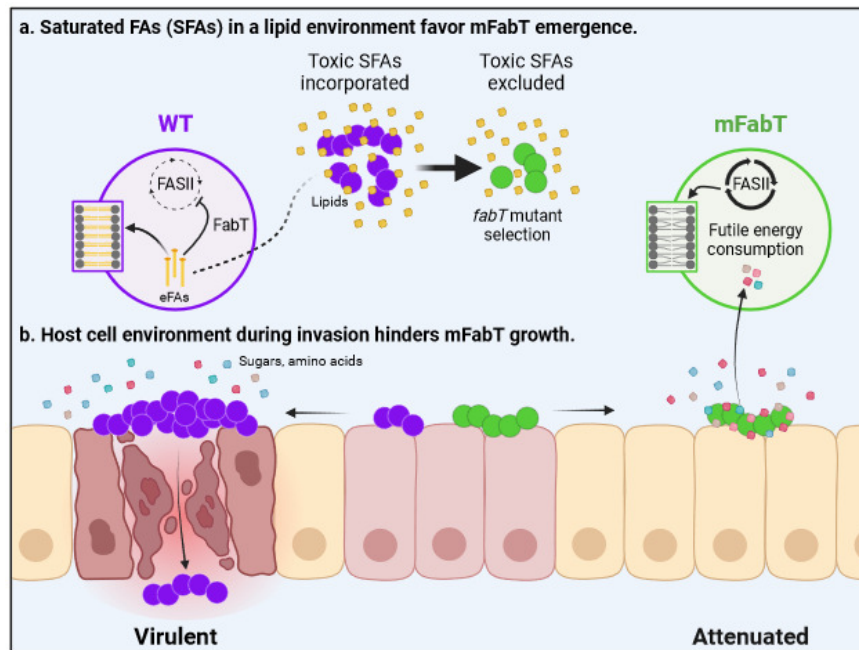 a. Saturated FAs (SFAs) in a lipid environment favor mFabT emergence.
Toxic SFAs
incorporated
Toxic SFAs
excluded
WT
mFabT
FASII
FabT
eFAs
Lipids
fabT mutant
selection
FASII
Futile energy
consumption
b. Host cell environment during invasion hinders mFabT growth.
Sugars, amino acids
Virulent
Attenuated